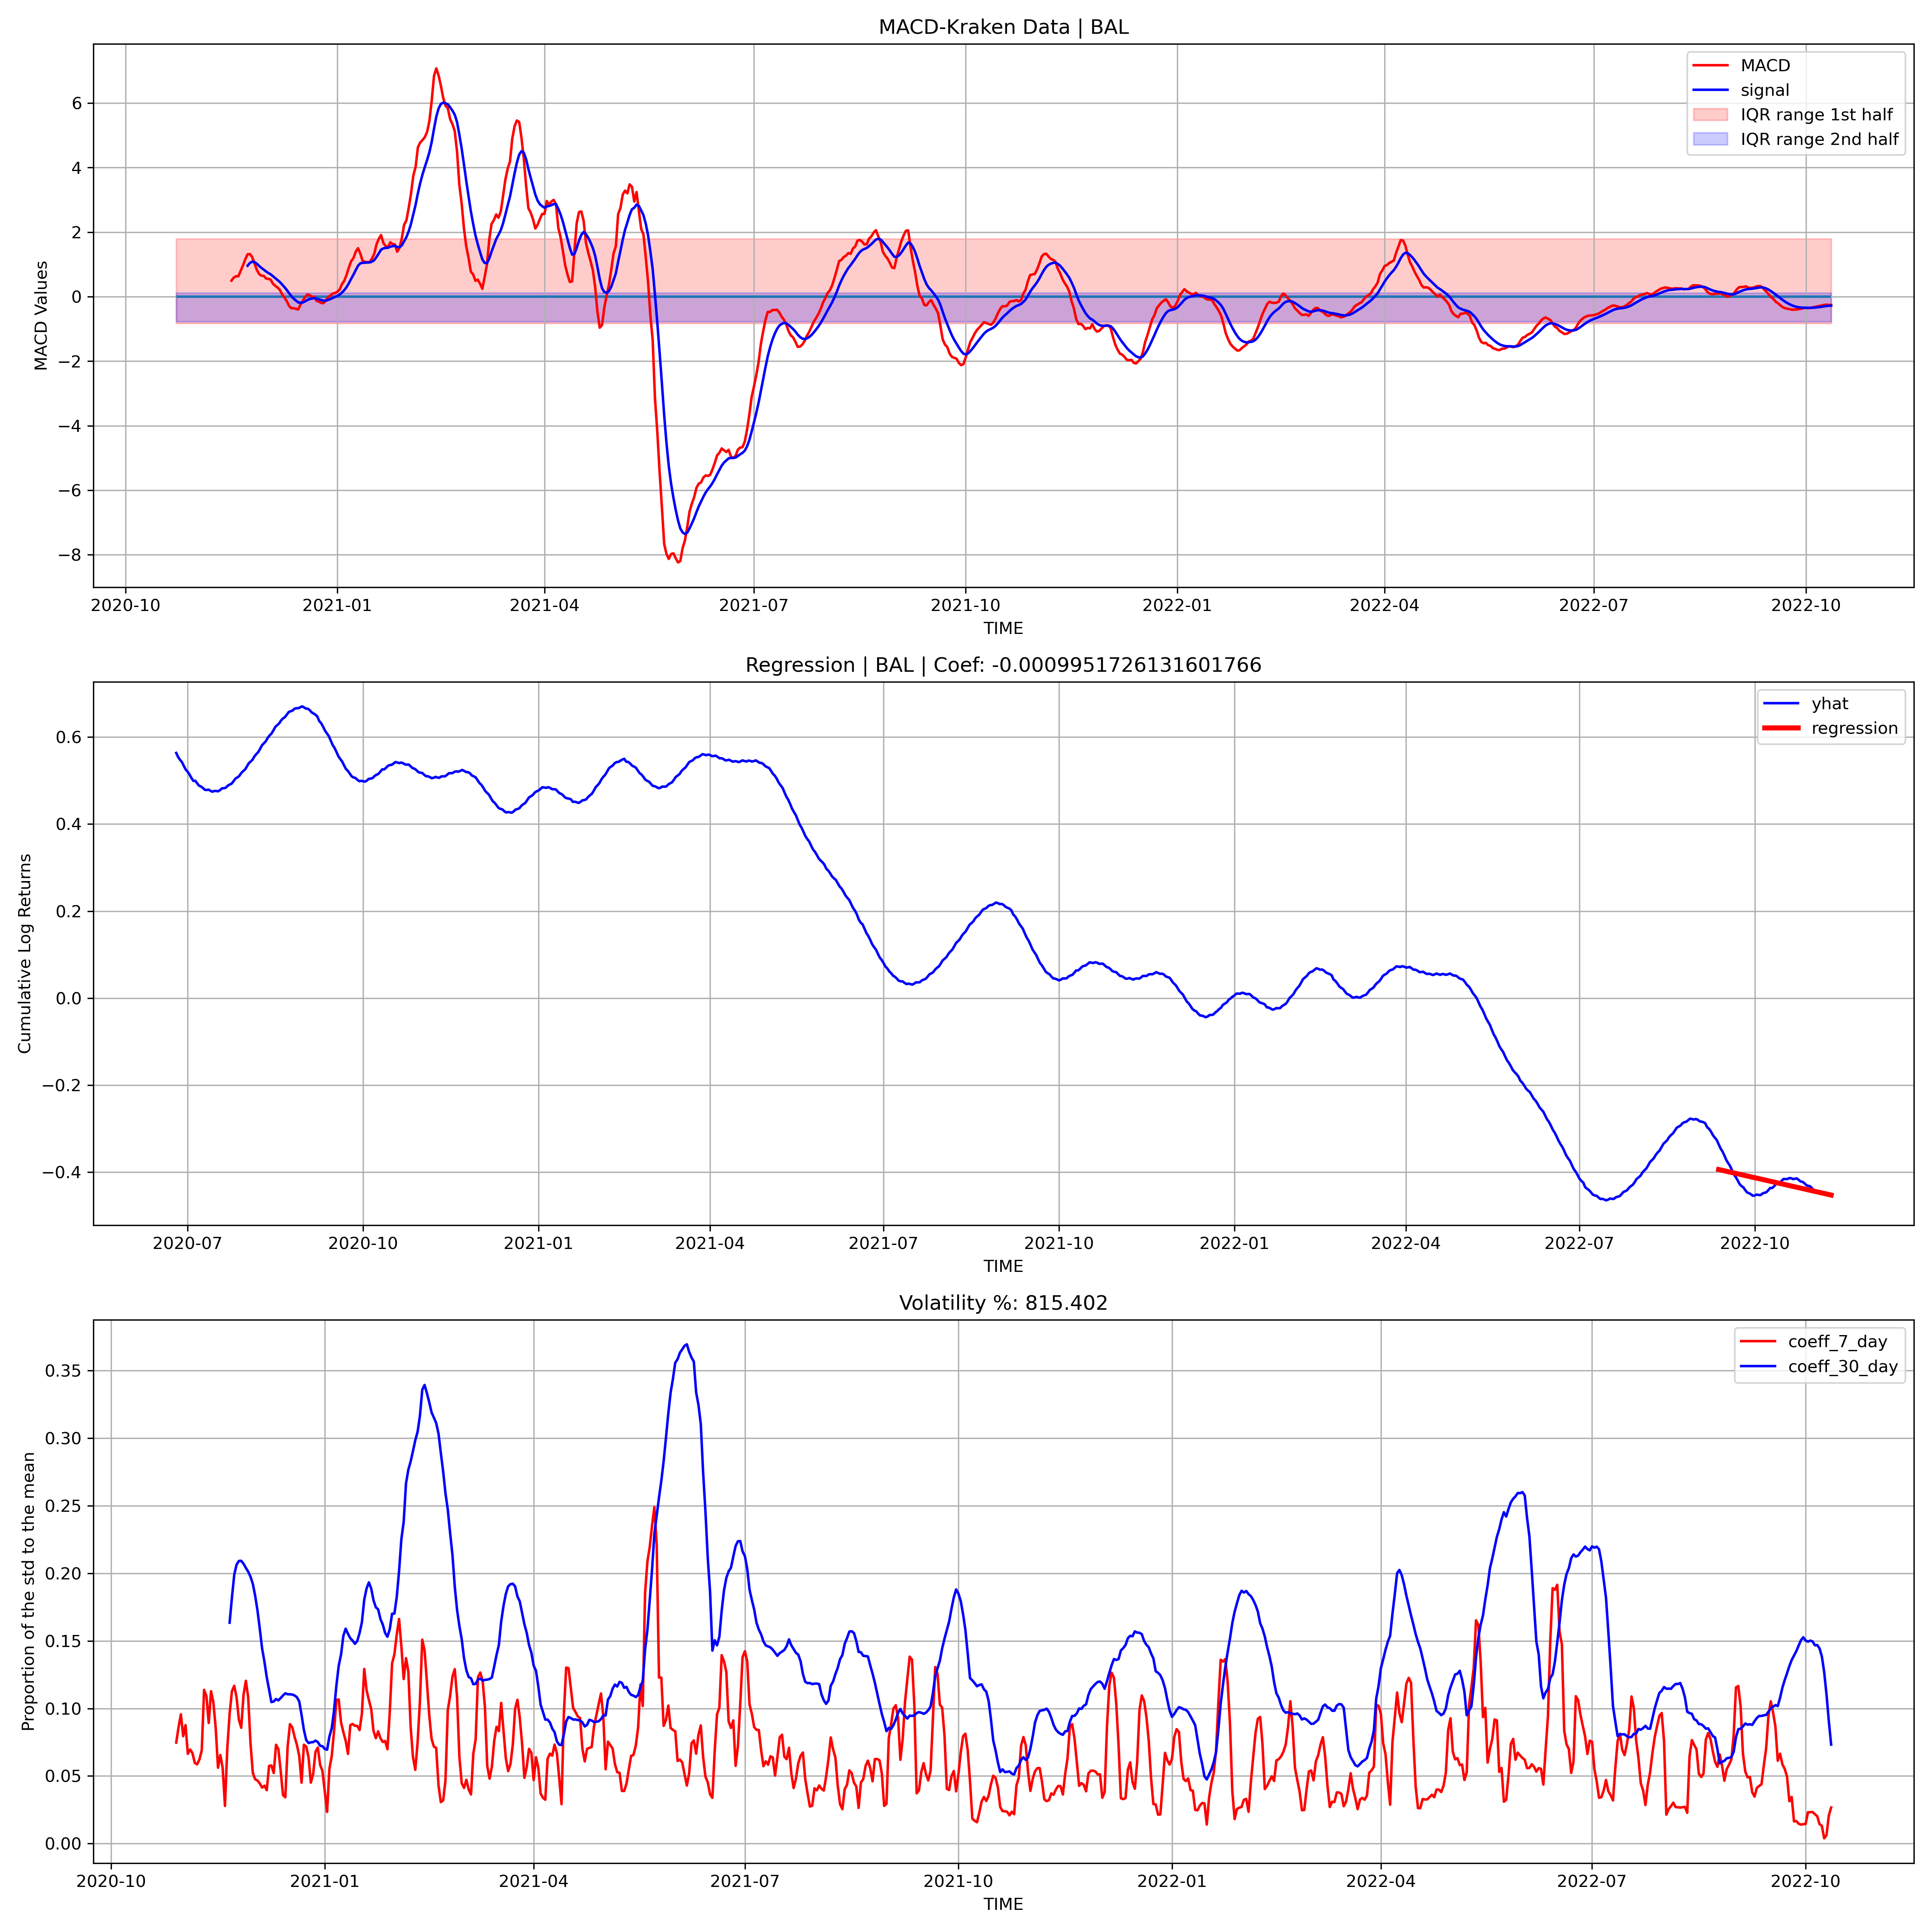 MACD-Kraken Data | BAL
MACD Values
6
4
2
0
−2
−4
−6
−8
MACD
signal
IQR range 1st half
IQR range 2nd half
2020-10 2021-01 2021-04 2021-07 2021-10 2022-01 2022-04 2022-07 2022-10
TIME
Regression | BAL | Coef: -0.0009951726131601766
Cumulative Log Returns
0.6
0.4
0.2
0.0
−0.2
−0.4
yhat
regression
2020-07 2020-10 2021-01 2021-04 2021-07 2021-10 2022-01 2022-04 2022-07 2022-10
TIME
Volatility %: 815.402
Proportion of the std to the mean
0.35
0.30
0.25
0.20
0.15
0.10
0.05
0.00
coeff_7_day
coeff_30_day
2020-10 2021-01 2021-04 2021-07 2021-10 2022-01 2022-04 2022-07 2022-10
TIME